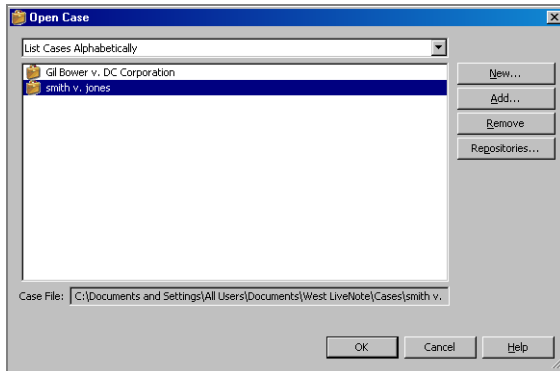 Open Case
List Cases Alphabetically
Gil Bower v. DC Corporation
smith v. jones
New...
Add...
Remove
Repositories...
Case File: C:\Documents and Settings\All Users\Documents\West LiveNote\Cases\smith v.
OK Cancel Help